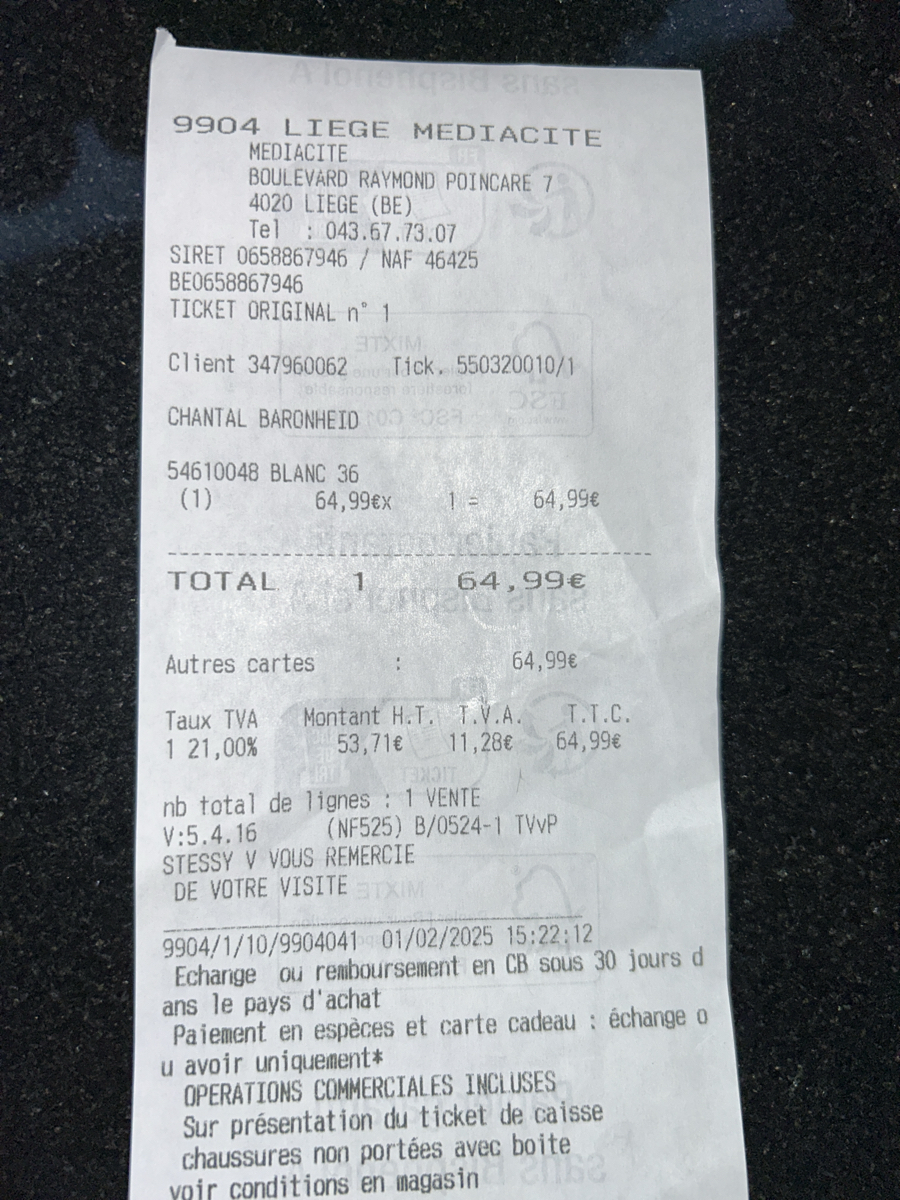 9904 LIEGE MEDIACITE
MEDIACITE
BOULEVARD RAYMOND POINCARE 7
4020 LIEGE (BE)
Tel : 043.67.73.07
SIRET 0658867946 / NAF 46425
BE0658867946
TICKET ORIGINAL n° 1
Client 347960062 Tick. 550320010/1
CHANTAL BARONHEID
54610048 BLANC 36
(1) 64,99€x 1 = 64,99€
TOTAL 1 64,99€
Autres cartes : 64,99€
Taux TVA Montant H.T. T.V.A. T.T.C.
1 21,00% 53,71€ 11,28€ 64,99€
nb total de lignes : 1 VENTE
V:5.4.16 (NF525) B/0524-1 TVvP
STESSY V VOUS REMERCIE
DE VOTRE VISITE
9904/1/10/9904041 01/02/2025 15:22:12
Echange ou remboursement en CB sous 30 jours d
ans le pays d'achat
Paiement en espèces et carte cadeau : échange o
u avoir uniquement*
OPERATIONS COMMERCIALES INCLUSES
Sur présentation du ticket de caisse
chaussures non portées avec boite
voir conditions en magasin